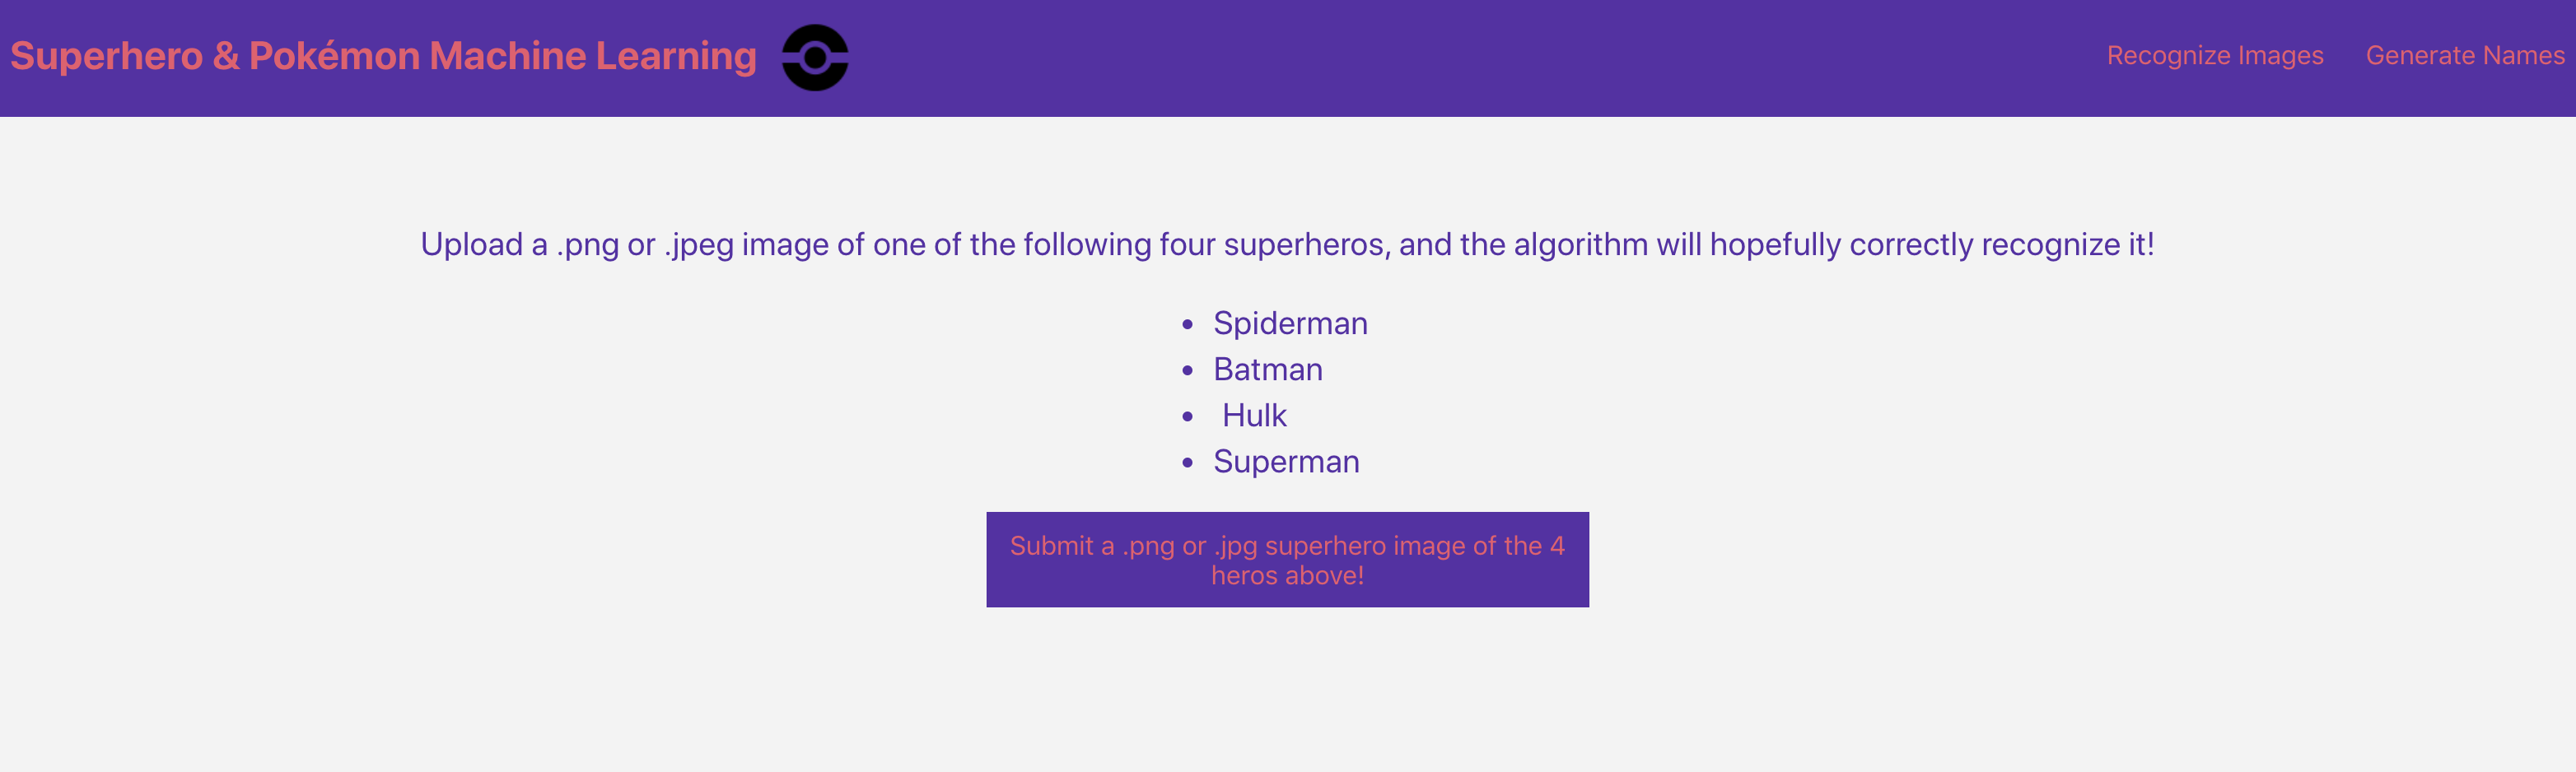 Superhero & Pokémon Machine Learning
Recognize Images
Generate Names
Upload a .png or .jpeg image of one of the following four superheros, and the algorithm will hopefully correctly recognize it!
• Spiderman
• Batman
• Hulk
• Superman
Submit a .png or .jpg superhero image of the 4
heros above!